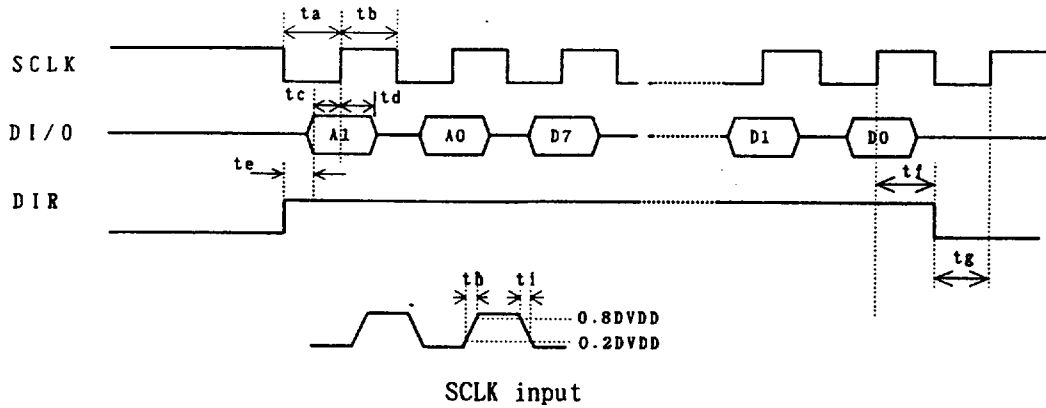 ta tb
SCLK
tc td
DI/O A1 A0 D7 D1 D0
te tf
DIR
tg
th ti
0.8DVDD
0.2DVDD
SCLK input